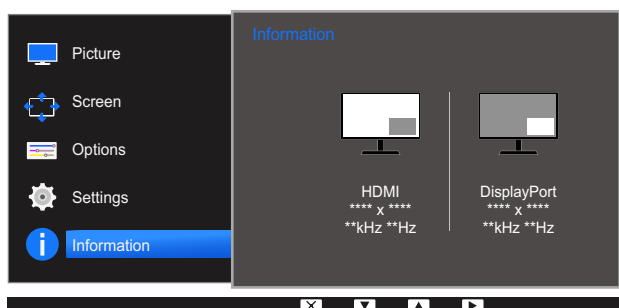 Information
Picture
Screen
Options
Settings
Information
HDMI
**** x ****
**kHz **Hz
DisplayPort
**** x ****
**kHz **Hz